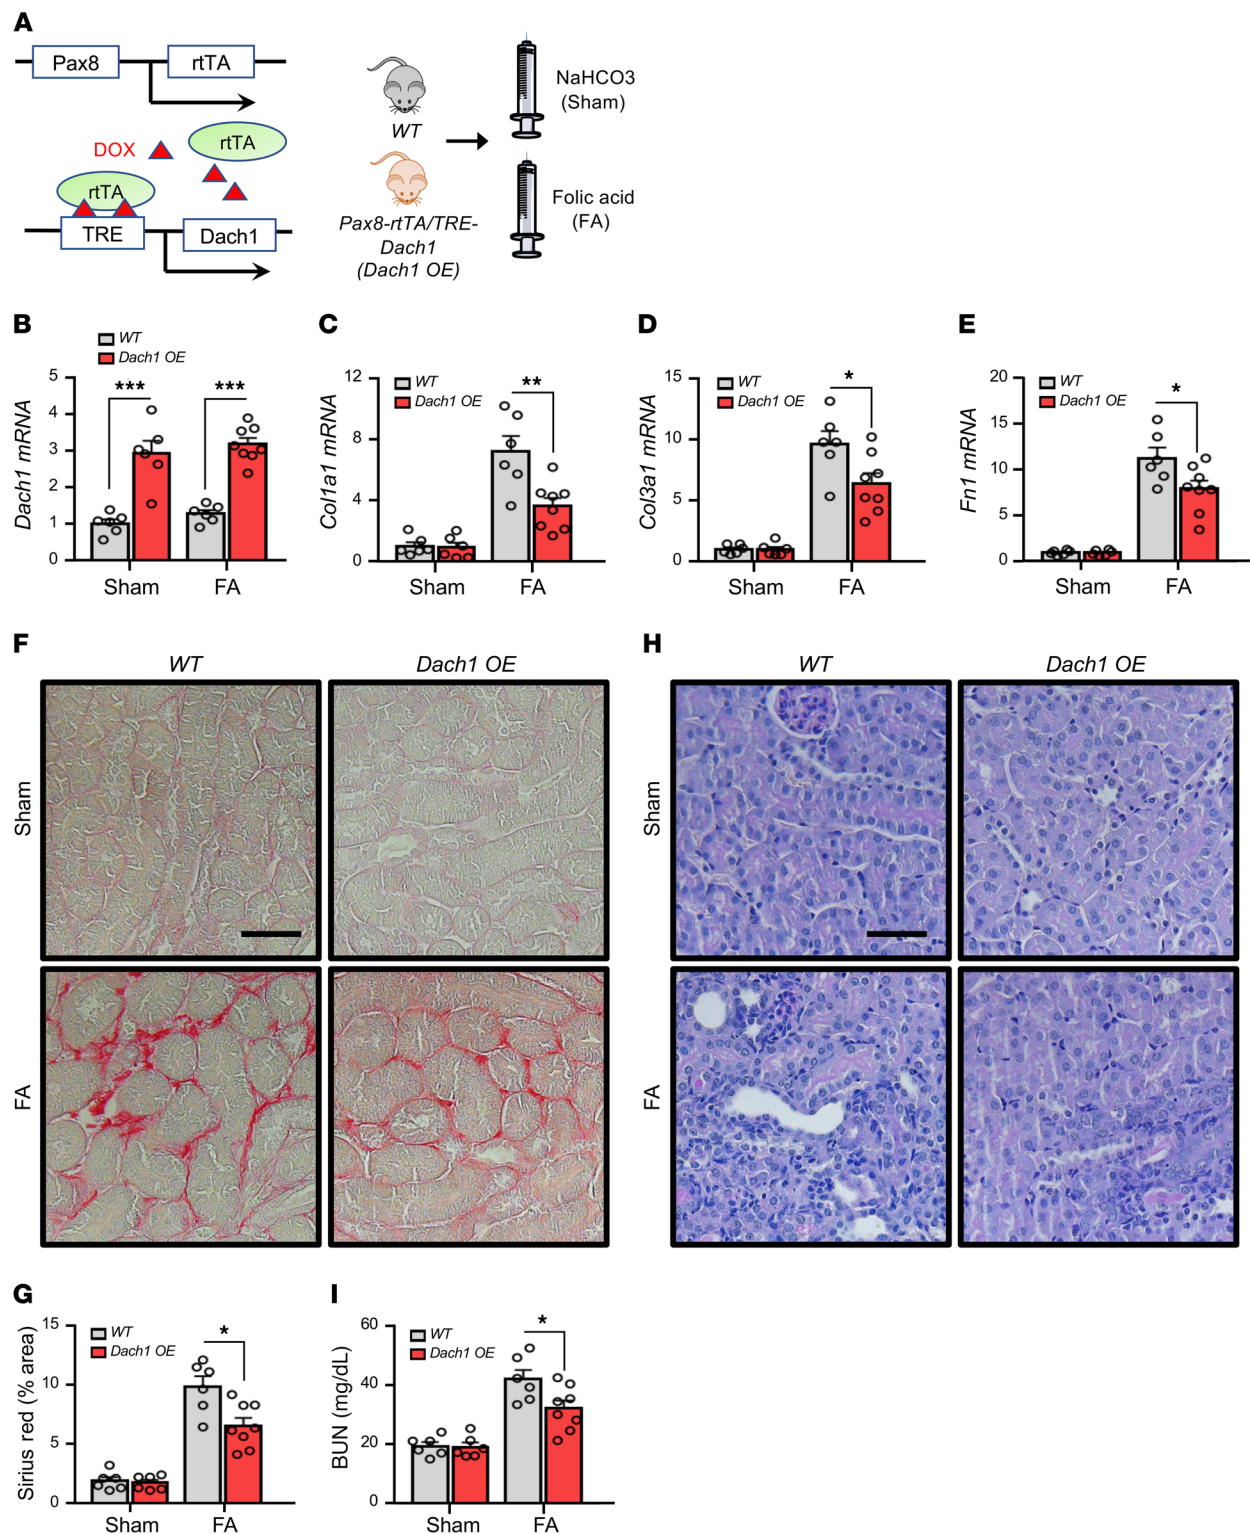 A
Pax8
rtTA
DOX
rtTA
rtTA
TRE
Dach1
WT
Pax8-rtTA/TRE-
Dach1
(Dach1 OE)
NaHCO3
(Sham)
Folic acid
(FA)
B
WT
Dach1 OE
Dach1 mRNA
5
4
3
2
1
0
***
***
Sham
FA
C
WT
Dach1 OE
Col1a1 mRNA
12
8
4
0
**
Sham
FA
D
WT
Dach1 OE
Col3a1 mRNA
15
10
5
0
*
Sham
FA
E
WT
Dach1 OE
Fn1 mRNA
20
15
10
5
0
*
Sham
FA
F
WT
Dach1 OE
Sham
FA
H
WT
Dach1 OE
Sham
FA
G
WT
Dach1 OE
Sirius red (% area)
15
10
5
0
*
Sham
FA
I
WT
Dach1 OE
BUN (mg/dL)
60
40
20
0
*
Sham
FA